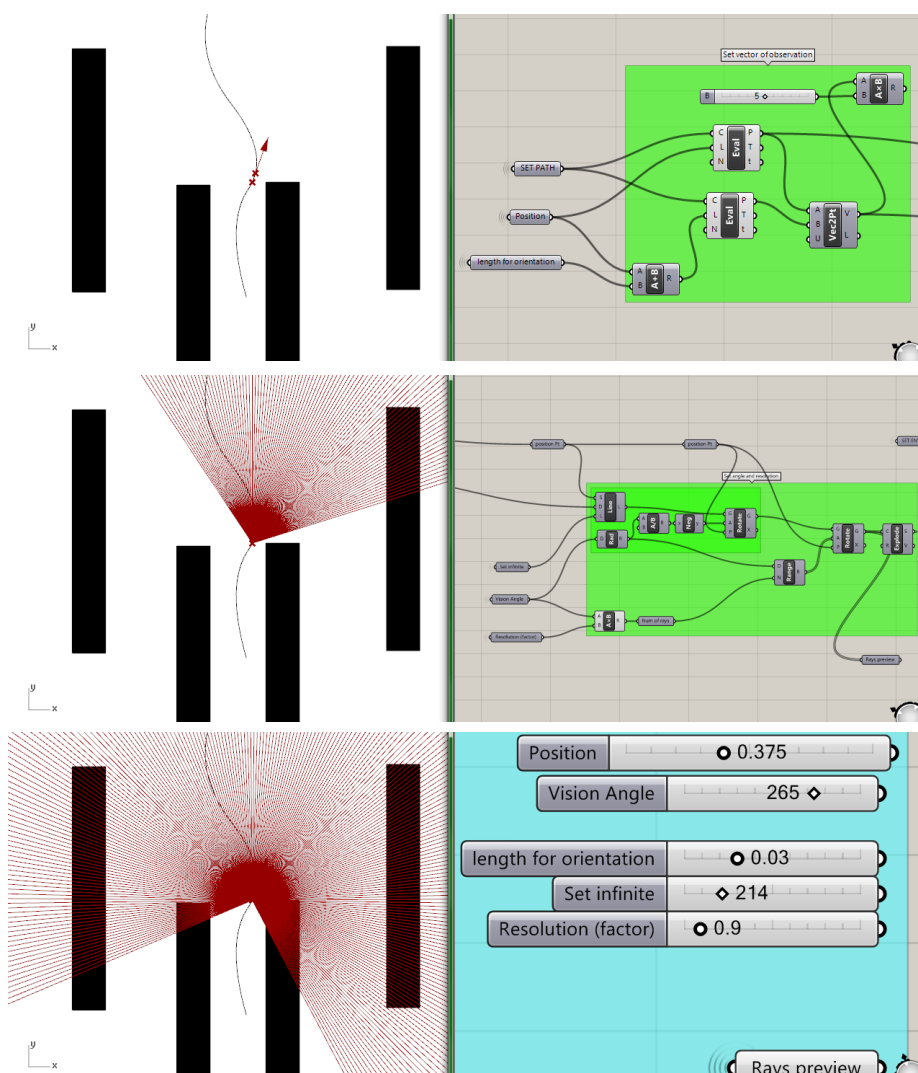 Set vector of observation
B 5
A B A×B R
SET PATH
C L N Eval P T t
Position
C L N Eval P T t
A B U Vec2Pt V L
length for orientation
A B A+B R
y
x
position Pt
position Pt
Set angle and resolution
Line
A/B
Neg
Rotate
Rad
Rotate
Explode
Set infinite
Range
Vision Angle
A×B
Num of rays
Resolution (factor)
Rays preview
y
x
Position 0.375
Vision Angle 265
length for orientation 0.03
Set infinite 214
Resolution (factor) 0.9
Rays preview
y
x